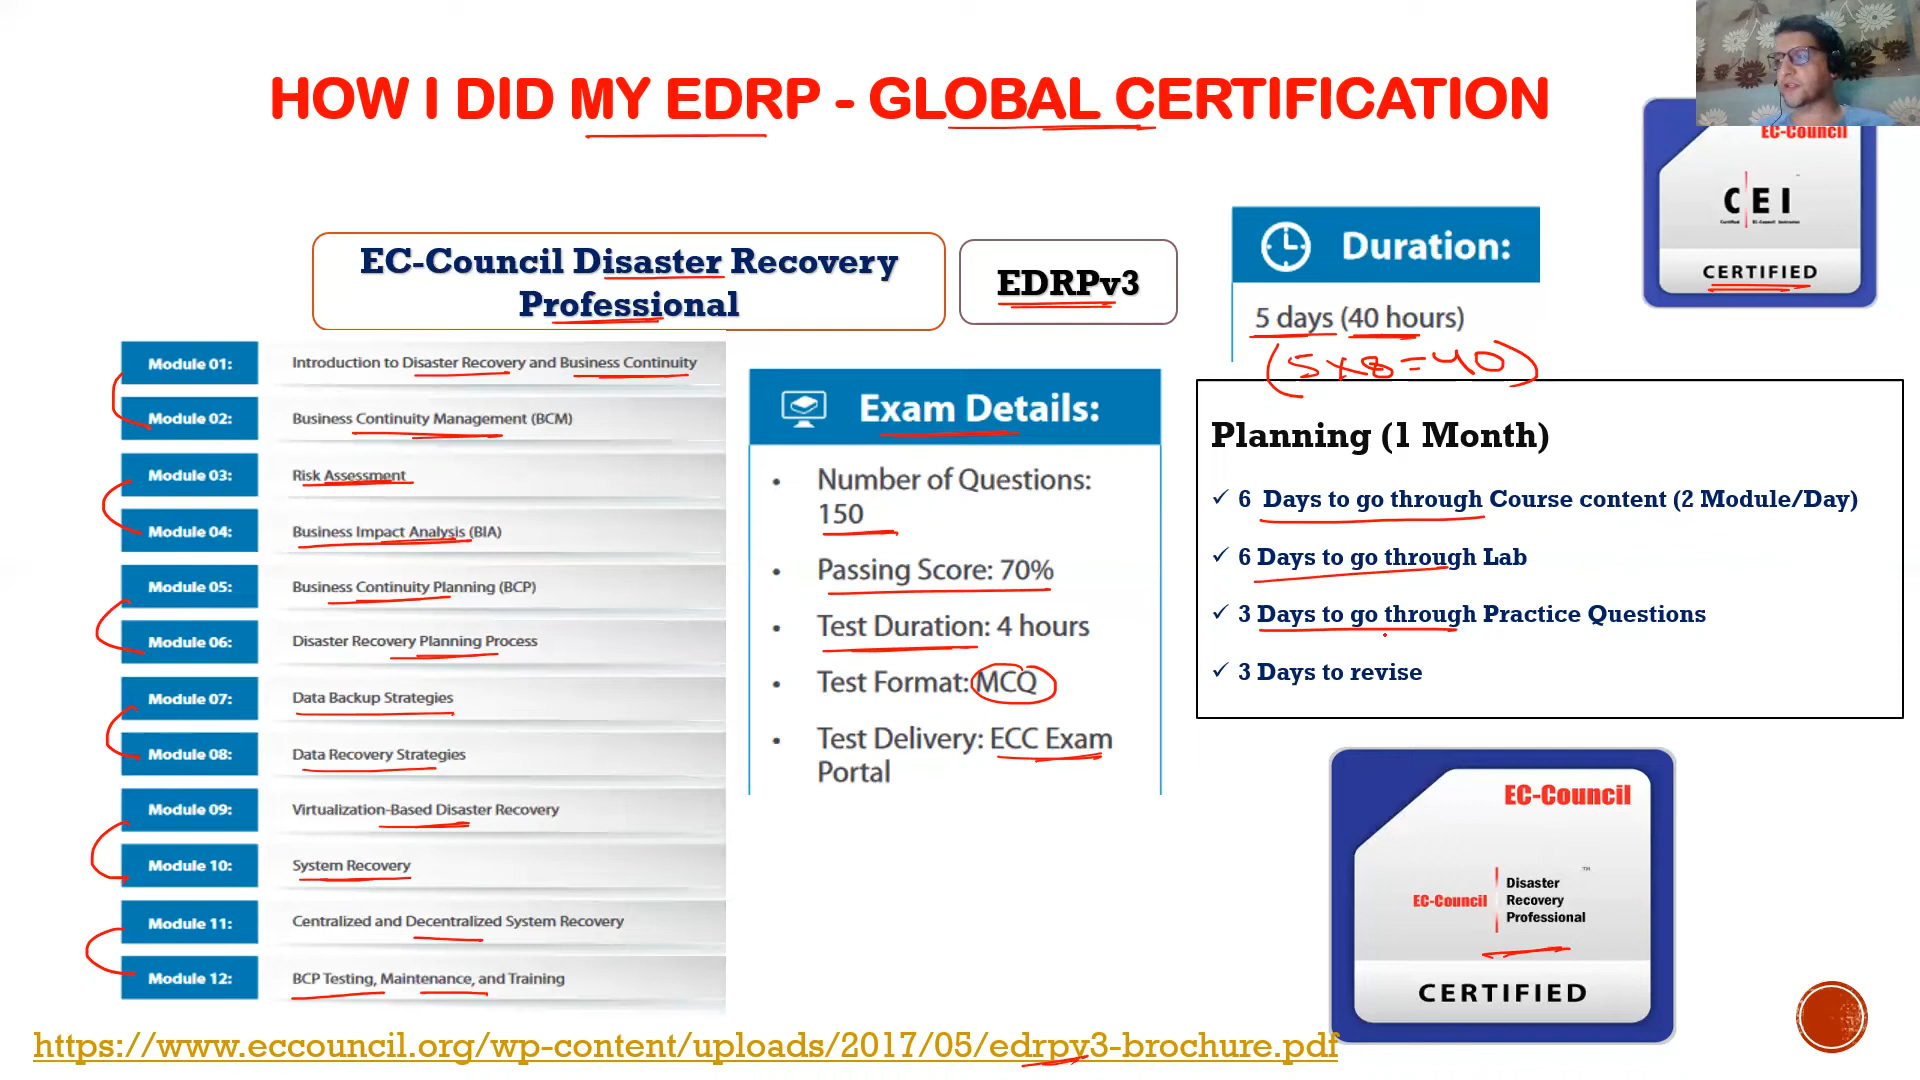 HOW I DID MY EDRP - GLOBAL CERTIFICATION
EC-Council
CEI
CERTIFIED
EC-Council Disaster Recovery
Professional
EDRPv3
Duration:
5 days (40 hours)
(5x8=40)
Module 01: Introduction to Disaster Recovery and Business Continuity
Module 02: Business Continuity Management (BCM)
Module 03: Risk Assessment
Module 04: Business Impact Analysis (BIA)
Module 05: Business Continuity Planning (BCP)
Module 06: Disaster Recovery Planning Process
Module 07: Data Backup Strategies
Module 08: Data Recovery Strategies
Module 09: Virtualization-Based Disaster Recovery
Module 10: System Recovery
Module 11: Centralized and Decentralized System Recovery
Module 12: BCP Testing, Maintenance, and Training
Exam Details:
• Number of Questions:
150
• Passing Score: 70%
• Test Duration: 4 hours
• Test Format: MCQ
• Test Delivery: ECC Exam
Portal
Planning (1 Month)
✓ 6 Days to go through Course content (2 Module/Day)
✓ 6 Days to go through Lab
✓ 3 Days to go through Practice Questions
✓ 3 Days to revise
EC-Council
EC-Council
Disaster
Recovery
Professional
™
CERTIFIED
https://www.eccouncil.org/wp-content/uploads/2017/05/edrpv3-brochure.pdf